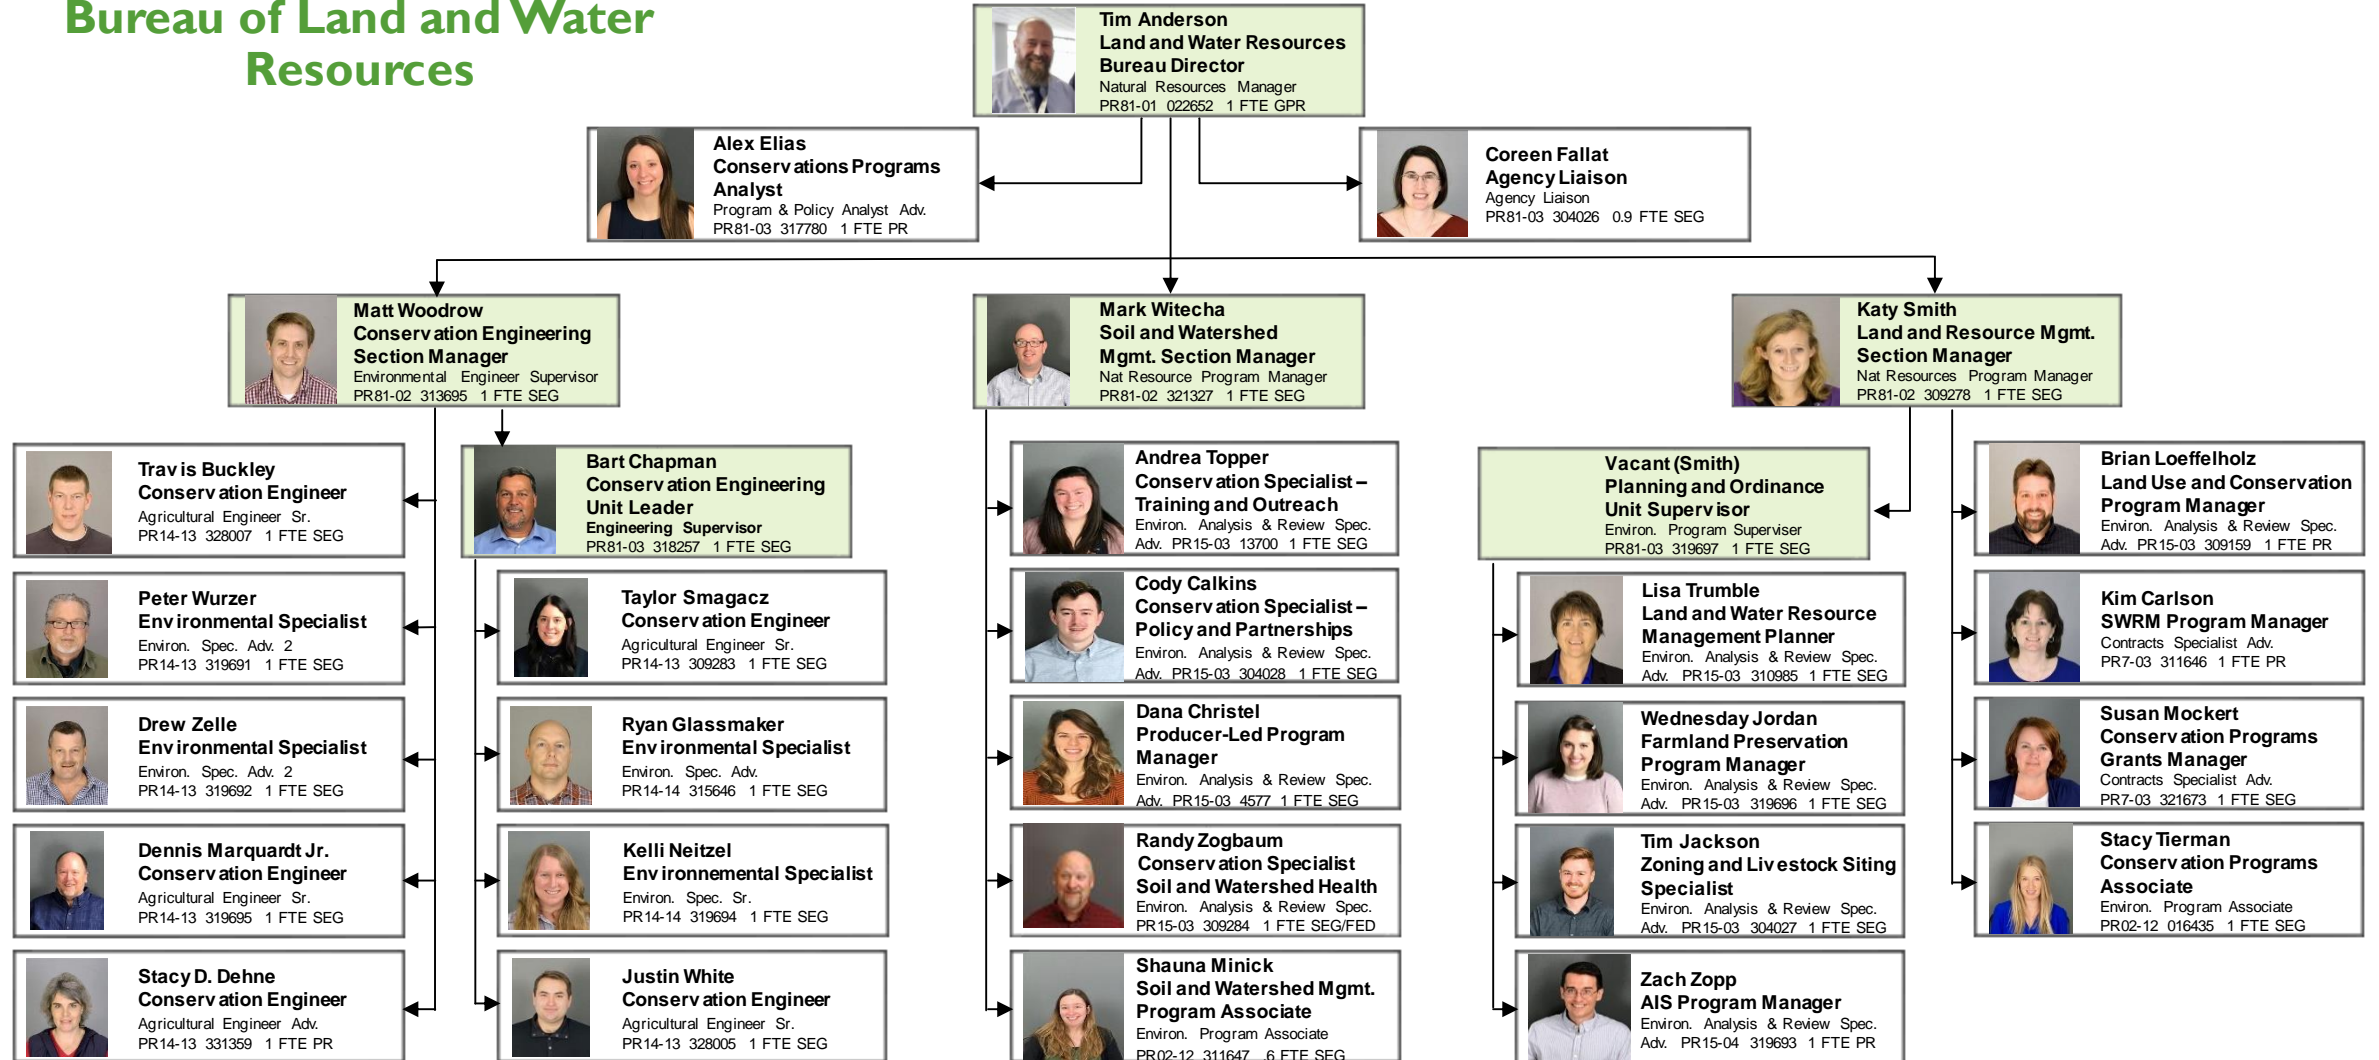 Bureau of Land and Water
Resources
Tim Anderson
Land and Water Resources
Bureau Director
Natural Resources Manager
PR81-01 022652 1 FTE GPR
Alex Elias
Conservations Programs
Analyst
Program & Policy Analyst Adv.
PR81-03 317780 1 FTE PR
Coreen Fallat
Agency Liaison
Agency Liaison
PR81-03 304026 0.9 FTE SEG
Matt Woodrow
Conservation Engineering
Section Manager
Environmental Engineer Supervisor
PR81-02 313695 1 FTE SEG
Mark Witecha
Soil and Watershed
Mgmt. Section Manager
Nat Resource Program Manager
PR81-02 321327 1 FTE SEG
Katy Smith
Land and Resource Mgmt.
Section Manager
Nat Resources Program Manager
PR81-02 309278 1 FTE SEG
Travis Buckley
Conservation Engineer
Agricultural Engineer Sr.
PR14-13 328007 1 FTE SEG
Peter Wurzer
Environmental Specialist
Environ. Spec. Adv. 2
PR14-13 319691 1 FTE SEG
Drew Zelle
Environmental Specialist
Environ. Spec. Adv. 2
PR14-13 319692 1 FTE SEG
Dennis Marquardt Jr.
Conservation Engineer
Agricultural Engineer Sr.
PR14-13 319695 1 FTE SEG
Stacy D. Dehne
Conservation Engineer
Agricultural Engineer Adv.
PR14-13 331359 1 FTE PR
Bart Chapman
Conservation Engineering
Unit Leader
Engineering Supervisor
PR81-03 318257 1 FTE SEG
Taylor Smagacz
Conservation Engineer
Agricultural Engineer Sr.
PR14-13 309283 1 FTE SEG
Ryan Glassmaker
Environmental Specialist
Environ. Spec. Adv.
PR14-14 315646 1 FTE SEG
Kelli Neitzel
Environnemental Specialist
Environ. Spec. Sr.
PR14-14 319694 1 FTE SEG
Justin White
Conservation Engineer
Agricultural Engineer Sr.
PR14-13 328005 1 FTE SEG
Andrea Topper
Conservation Specialist –
Training and Outreach
Environ. Analysis & Review Spec.
Adv. PR15-03 13700 1 FTE SEG
Cody Calkins
Conservation Specialist –
Policy and Partnerships
Environ. Analysis & Review Spec.
Adv. PR15-03 304028 1 FTE SEG
Dana Christel
Producer-Led Program
Manager
Environ. Analysis & Review Spec.
Adv. PR15-03 4577 1 FTE SEG
Randy Zogbaum
Conservation Specialist
Soil and Watershed Health
Environ. Analysis & Review Spec.
PR15-03 309284 1 FTE SEG/FED
Shauna Minick
Soil and Watershed Mgmt.
Program Associate
Environ. Program Associate
PR02-12 311647 .6 FTE SEG
Vacant (Smith)
Planning and Ordinance
Unit Supervisor
Environ. Program Superviser
PR81-03 319697 1 FTE SEG
Lisa Trumble
Land and Water Resource
Management Planner
Environ. Analysis & Review Spec.
Adv. PR15-03 310985 1 FTE SEG
Wednesday Jordan
Farmland Preservation
Program Manager
Environ. Analysis & Review Spec.
Adv. PR15-03 319696 1 FTE SEG
Tim Jackson
Zoning and Livestock Siting
Specialist
Environ. Analysis & Review Spec.
Adv. PR15-03 304027 1 FTE SEG
Zach Zopp
AIS Program Manager
Environ. Analysis & Review Spec.
Adv. PR15-04 319693 1 FTE PR
Brian Loeffelholz
Land Use and Conservation
Program Manager
Environ. Analysis & Review Spec.
Adv. PR15-03 309159 1 FTE PR
Kim Carlson
SWRM Program Manager
Contracts Specialist Adv.
PR7-03 311646 1 FTE PR
Susan Mockert
Conservation Programs
Grants Manager
Contracts Specialist Adv.
PR7-03 321673 1 FTE SEG
Stacy Tierman
Conservation Programs
Associate
Environ. Program Associate
PR02-12 016435 1 FTE SEG